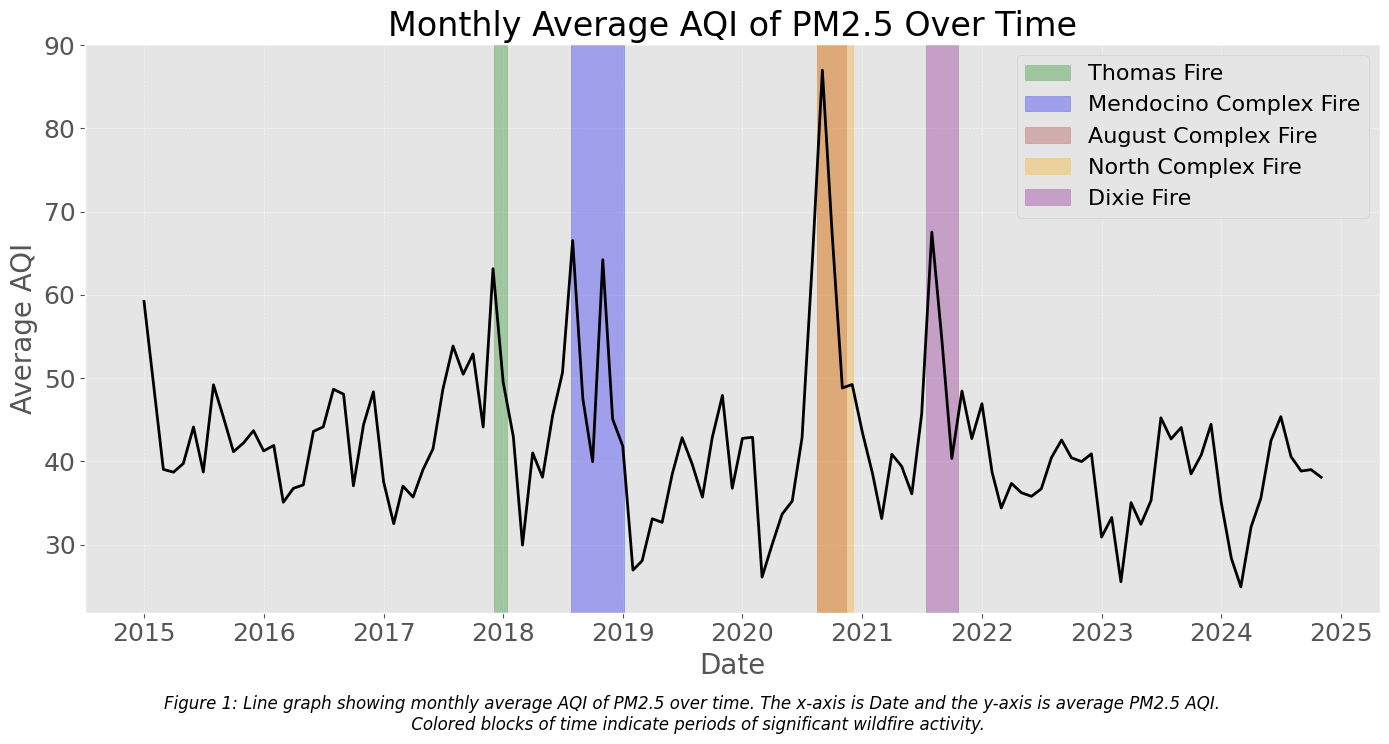 Monthly Average AQI of PM2.5 Over Time
90
80
70
60
50
40
30
Average AQI
Thomas Fire
Mendocino Complex Fire
August Complex Fire
North Complex Fire
Dixie Fire
2015 2016 2017 2018 2019 2020 2021 2022 2023 2024 2025
Date
Figure 1: Line graph showing monthly average AQI of PM2.5 over time. The x-axis is Date and the y-axis is average PM2.5 AQI.
Colored blocks of time indicate periods of significant wildfire activity.